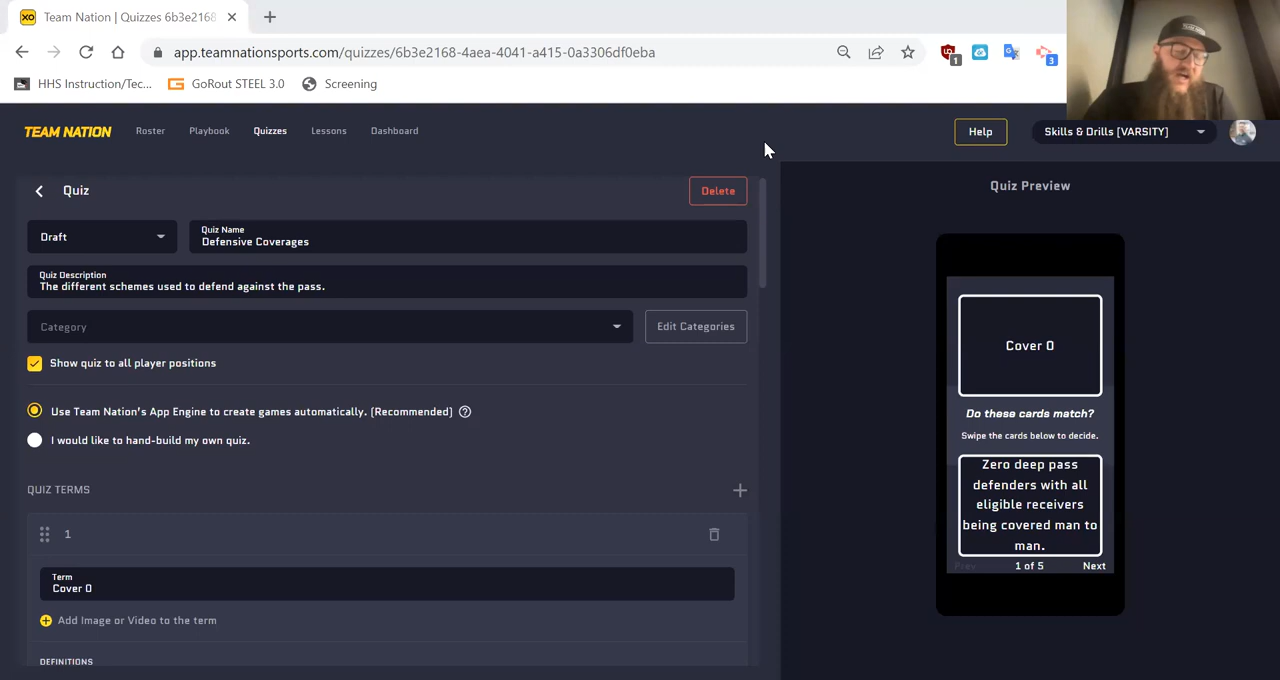 Team Nation | Quizzes 6b3e2168
app.teamnationsports.com/quizzes/6b3e2168-4aea-4041-a415-0a3306df0eba
1
3
HHS Instruction/Tec...
GoRout STEEL 3.0
Screening
TEAM NATION
Roster
Playbook
Quizzes
Lessons
Dashboard
Help
Skills & Drills [VARSITY]
Quiz
Delete
Draft
Quiz Name
Defensive Coverages
Quiz Description
The different schemes used to defend against the pass.
Category
Edit Categories
Show quiz to all player positions
Use Team Nation's App Engine to create games automatically. [Recommended]
I would like to hand-build my own quiz.
QUIZ TERMS
1
Term
Cover 0
Add Image or Video to the term
DEFINITIONS
Quiz Preview
Cover 0
Do these cards match?
Swipe the cards below to decide.
Zero deep pass
defenders with all
eligible receivers
being covered man to
man.
Prev
1 of 5
Next